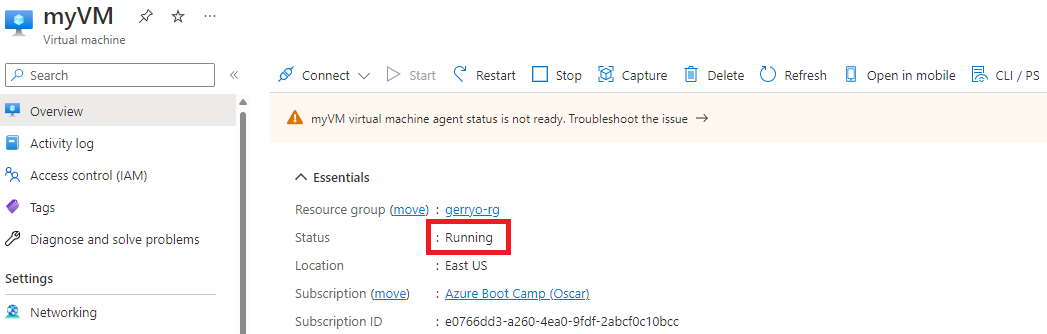 myVM
Virtual machine
Search
Overview
Activity log
Access control (IAM)
Tags
Diagnose and solve problems
Settings
Networking
Connect Start Restart Stop Capture Delete Refresh Open in mobile CLI / PS
myVM virtual machine agent status is not ready. Troubleshoot the issue →
Essentials
Resource group (move) : gerryo-rg
Status : Running
Location : East US
Subscription (move) : Azure Boot Camp (Oscar)
Subscription ID : e0766dd3-a260-4ea0-9fdf-2abcf0c10bcc